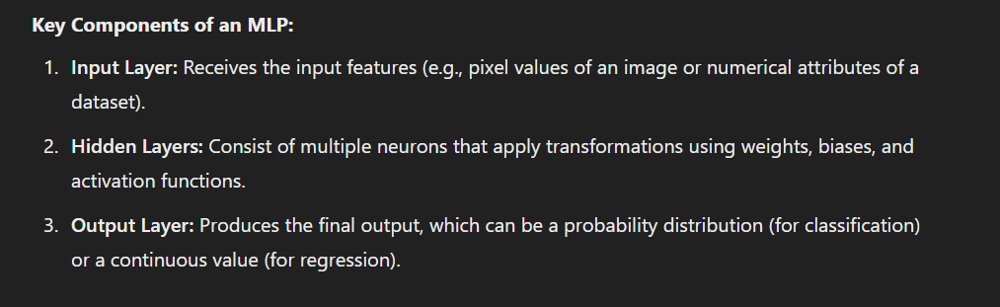 Key Components of an MLP:
1. Input Layer: Receives the input features (e.g., pixel values of an image or numerical attributes of a
dataset).
2. Hidden Layers: Consist of multiple neurons that apply transformations using weights, biases, and
activation functions.
3. Output Layer: Produces the final output, which can be a probability distribution (for classification)
or a continuous value (for regression).